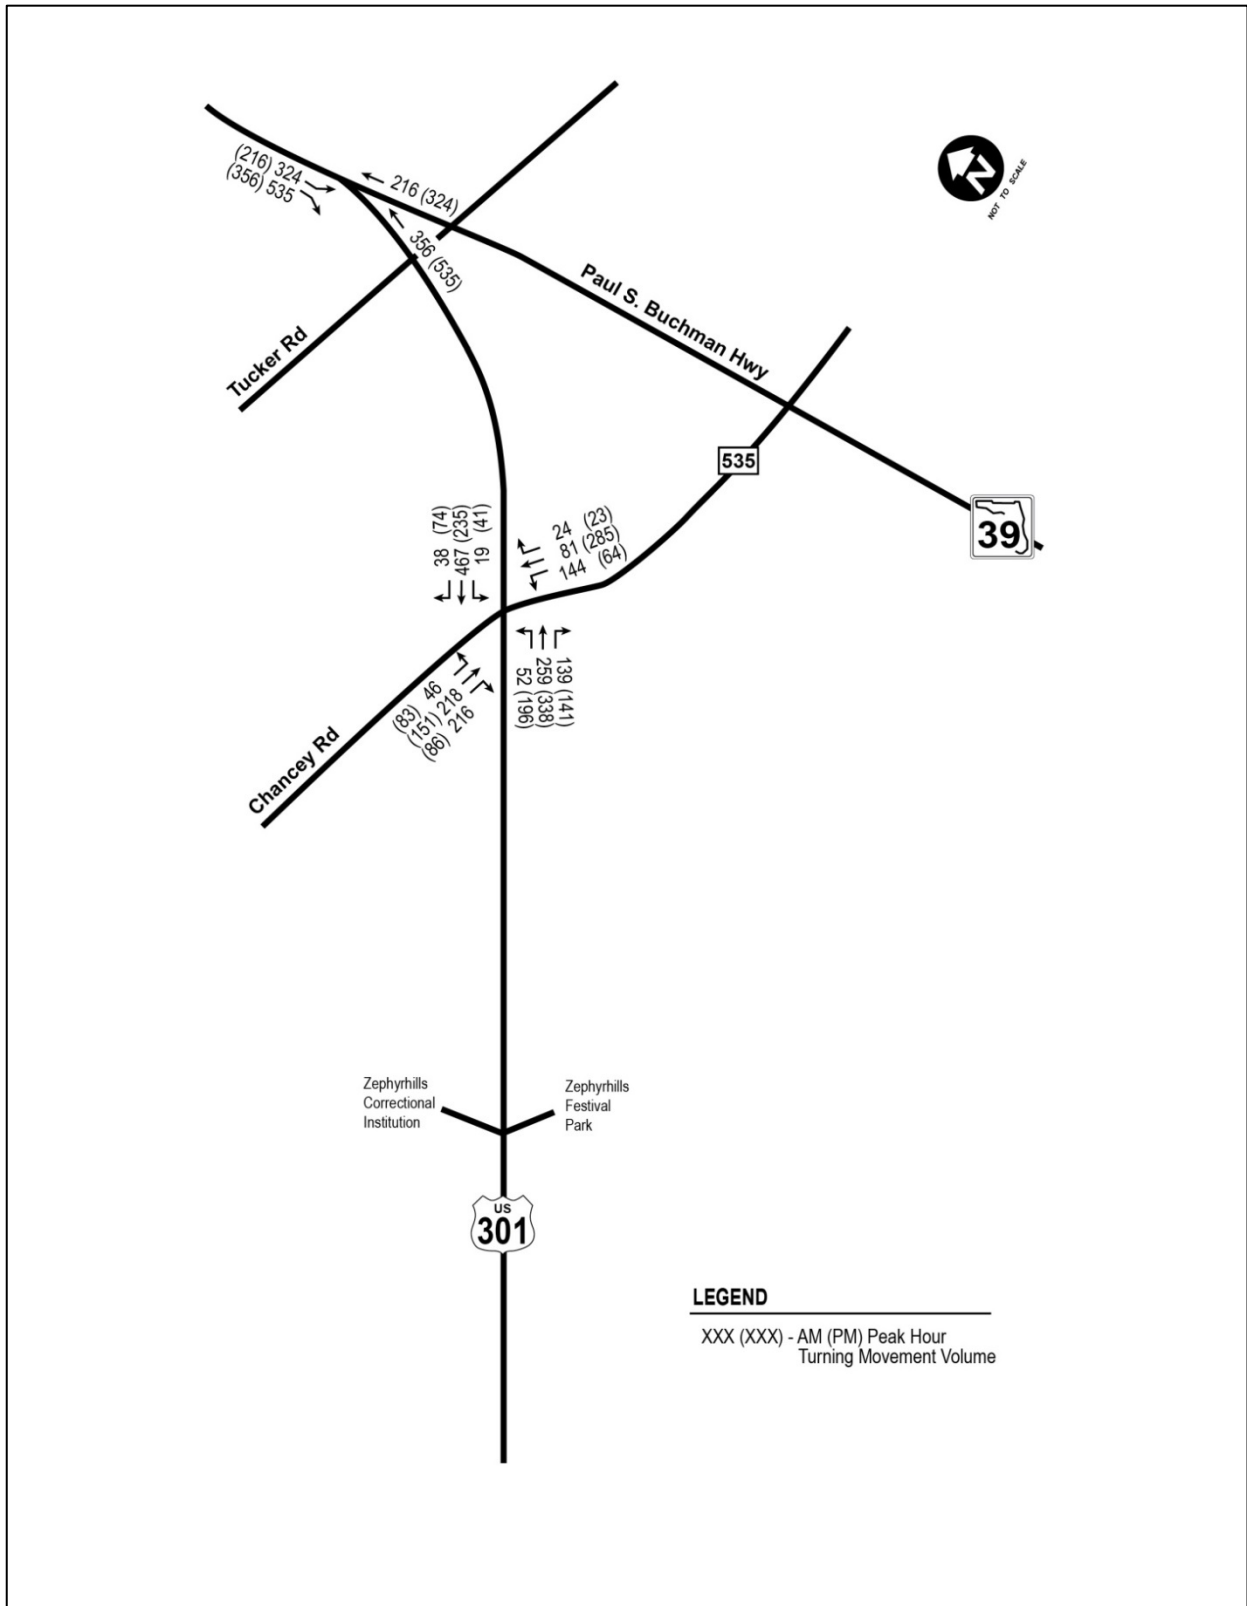 (216) 324
(356) 535
216 (324)
356 (535)
N
NOT TO SCALE
Paul S. Buchman Hwy
Tucker Rd
535
39
38 (74)
467 (235)
19 (41)
24 (23)
81 (285)
144 (64)
52 (196)
259 (338)
139 (141)
(83) 46
(151) 218
(86) 216
Chancey Rd
Zephyrhills
Correctional
Institution
Zephyrhills
Festival
Park
US
301
LEGEND
XXX (XXX) - AM (PM) Peak Hour
Turning Movement Volume